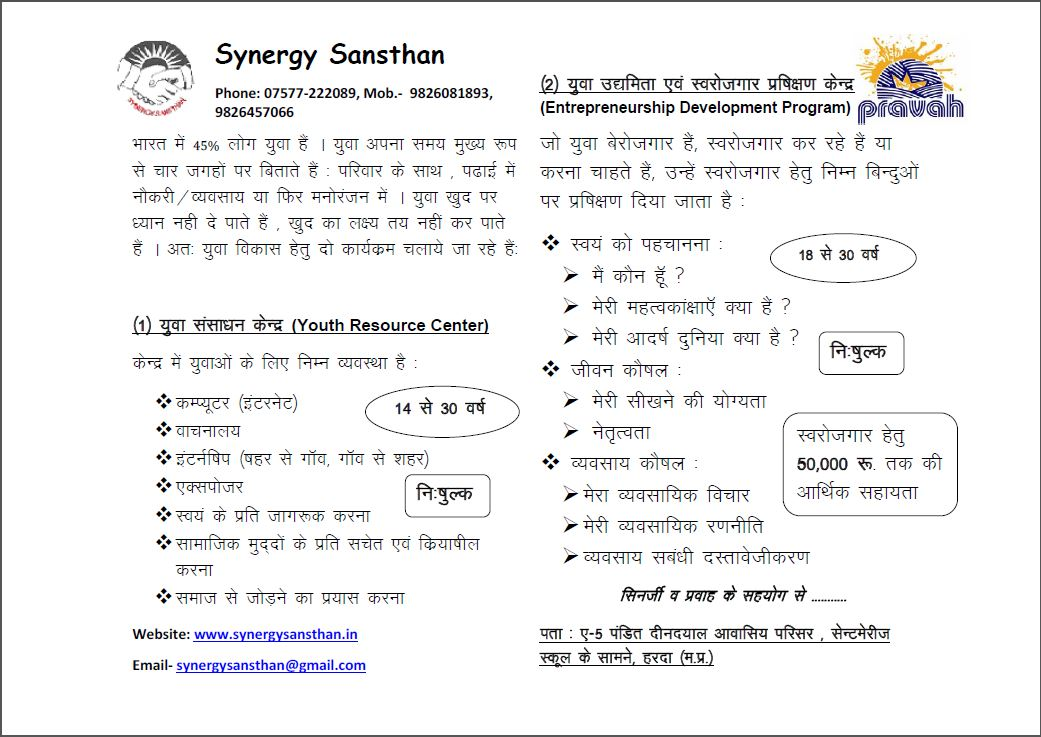 SYNERGY SANSTHAN
Synergy Sansthan
Phone: 07577-222089, Mob.- 9826081893,
9826457066
भारत में 45% लोग युवा हैं । युवा अपना समय मुख्य रूप
से चार जगहों पर बिताते हैं : परिवार के साथ , पढाई में
नौकरी/व्यवसाय या फिर मनोरंजन में । युवा खुद पर
ध्यान नही दे पाते हैं , खुद का लक्ष्य तय नहीं कर पाते
हैं । अतः युवा विकास हेतु दो कार्यक्रम चलाये जा रहे हैं:
(1) युवा संसाधन केन्द्र (Youth Resource Center)
केन्द्र में युवाओं के लिए निम्न व्यवस्था है :
❖ कम्प्यूटर (इंटरनेट)
14 से 30 वर्ष
❖ वाचनालय
❖ इंटर्नषिप (षहर से गॉव, गॉव से शहर)
❖ एक्सपोजर
निःषुल्क
❖ स्वयं के प्रति जागरूक करना
❖ सामाजिक मुद्दों के प्रति सचेत एवं क्रियाषील
करना
❖ समाज से जोड़ने का प्रयास करना
Website: www.synergysansthan.in
Email- synergysansthan@gmail.com
(2) युवा उद्यमिता एवं स्वरोजगार प्रषिक्षण केन्द्र
(Entrepreneurship Development Program)
pravah
जो युवा बेरोजगार हैं, स्वरोजगार कर रहे हैं या
करना चाहते हैं, उन्हें स्वरोजगार हेतु निम्न बिन्दुओं
पर प्रषिक्षण दिया जाता है :
❖ स्वयं को पहचानना :
18 से 30 वर्ष
➢ मैं कौन हूॅ ?
➢ मेरी महत्वकांक्षाऍ क्या हैं ?
➢ मेरी आदर्ष दुनिया क्या है ?
निःषुल्क
❖ जीवन कौषल :
➢ मेरी सीखने की योग्यता
➢ नेतृत्वता
❖ व्यवसाय कौषल :
➢ मेरा व्यवसायिक विचार
➢ मेरी व्यवसायिक रणनीति
➢ व्यवसाय सबंधी दस्तावेजीकरण
स्वरोजगार हेतु
50,000 रू. तक की
आर्थिक सहायता
सिनर्जी व प्रवाह के सहयोग से ...........
पता : ए-5 पंडित दीनदयाल आवासिय परिसर , सेन्टमेरीज
स्कूल के सामने, हरदा (म.प्र.)